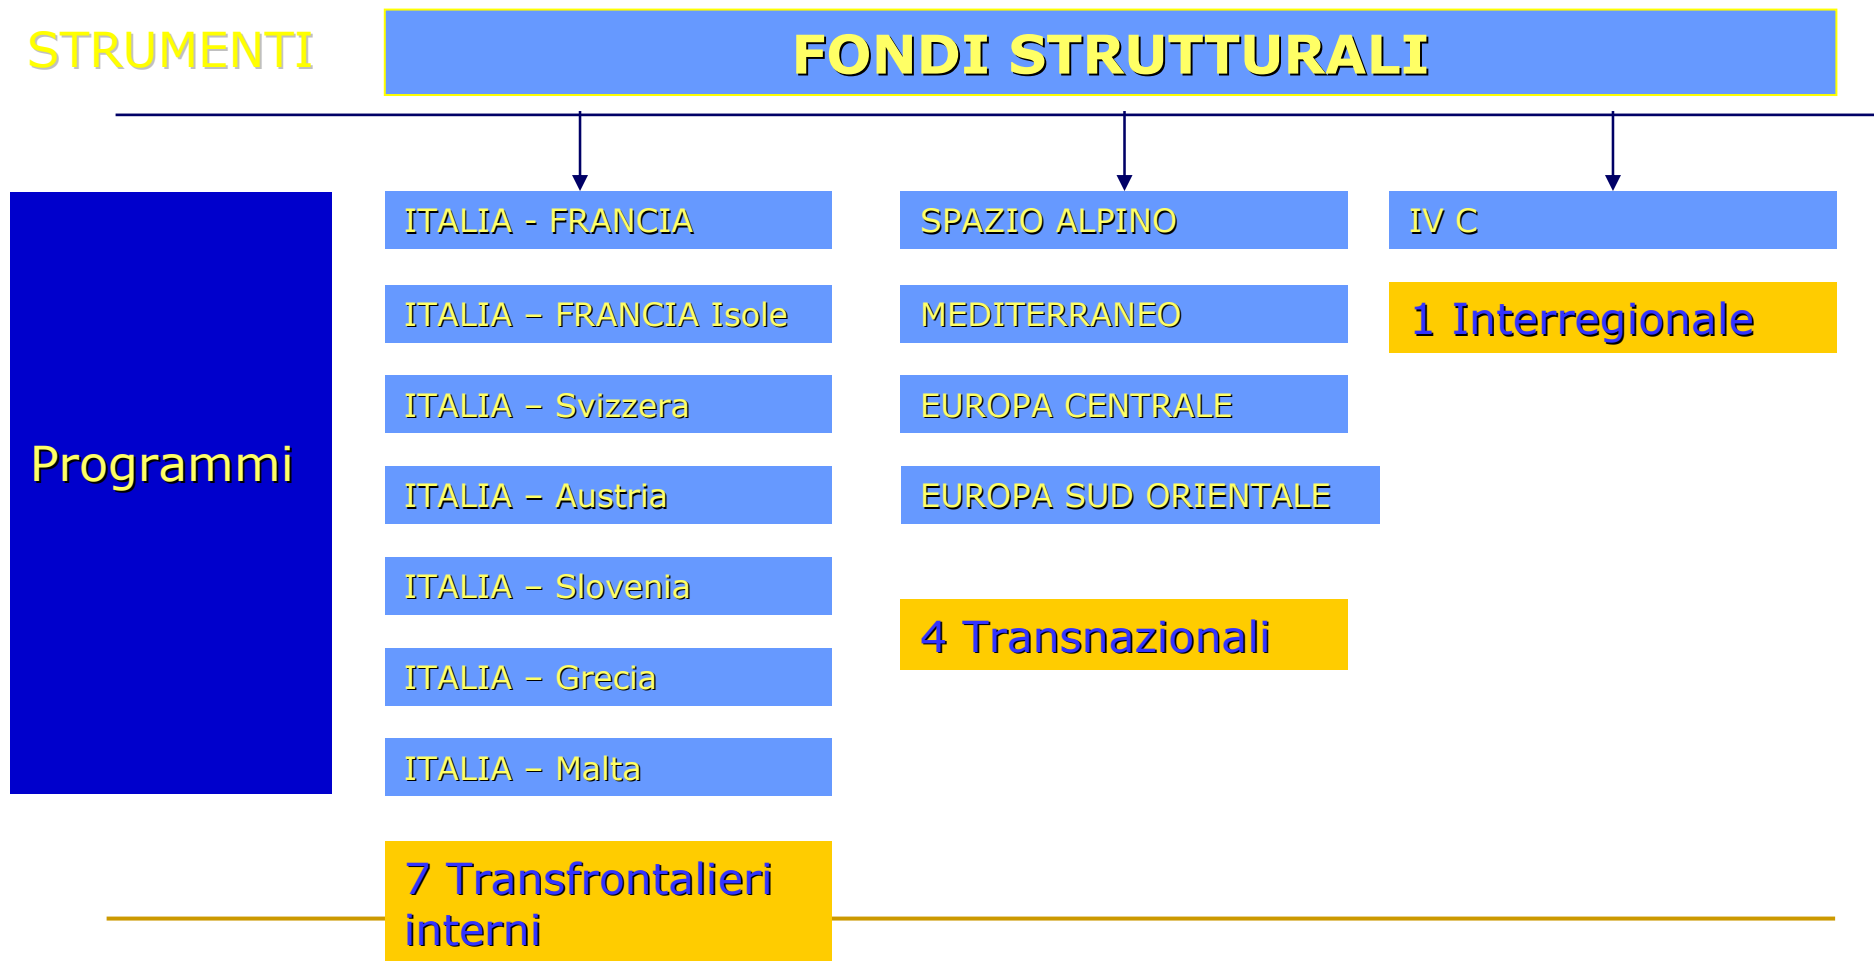 STRUMENTI
FONDI STRUTTURALI
Programmi
ITALIA - FRANCIA
ITALIA – FRANCIA Isole
ITALIA – Svizzera
ITALIA – Austria
ITALIA – Slovenia
ITALIA – Grecia
ITALIA – Malta
7 Transfrontalieri
interni
SPAZIO ALPINO
MEDITERRANEO
EUROPA CENTRALE
EUROPA SUD ORIENTALE
4 Transnazionali
IV C
1 Interregionale